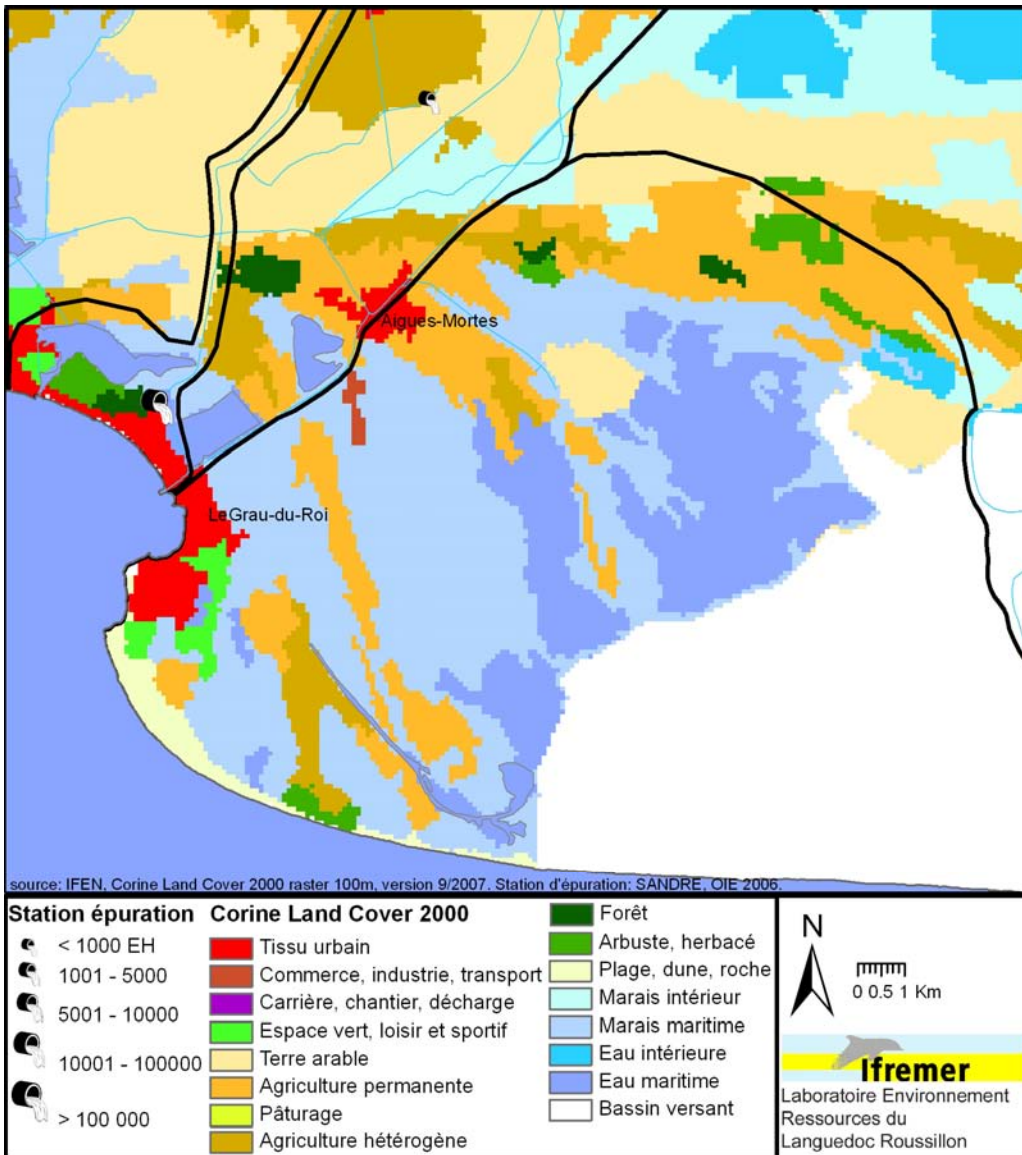 Aigues-Mortes
LeGrau-du-Roi
source: IFEN, Corine Land Cover 2000 raster 100m, version 9/2007. Station d'épuration: SANDRE, OIE 2006.
Station épuration
< 1000 EH
1001 - 5000
5001 - 10000
10001 - 100000
> 100 000
Corine Land Cover 2000
Tissu urbain
Commerce, industrie, transport
Carrière, chantier, décharge
Espace vert, loisir et sportif
Terre arable
Agriculture permanente
Pâturage
Agriculture hétérogène
Forêt
Arbuste, herbacé
Plage, dune, roche
Marais intérieur
Marais maritime
Eau intérieure
Eau maritime
Bassin versant
N
0 0.5 1 Km
Ifremer
Laboratoire Environnement
Ressources du
Languedoc Roussillon